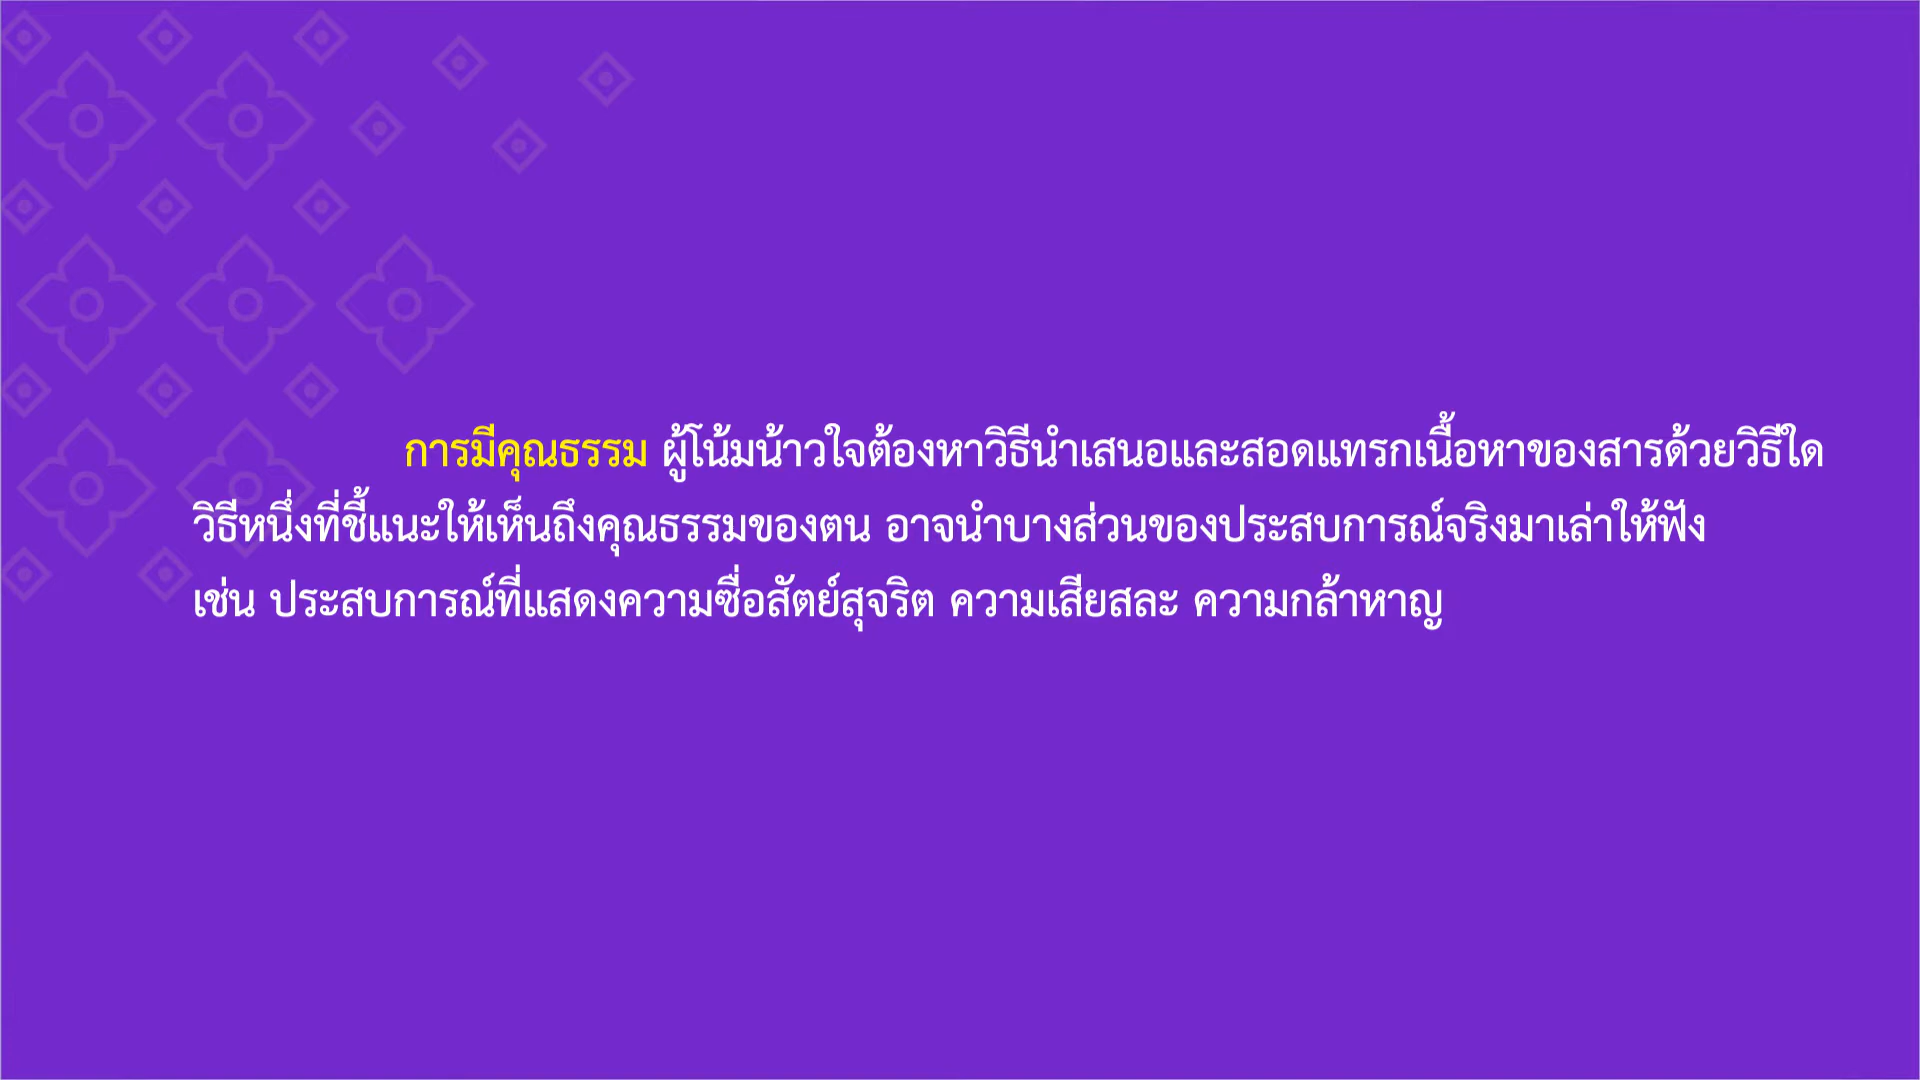 การมีคุณธรรม ผู้โน้มน้าวใจต้องหาวิธีนำเสนอและสอดแทรกเนื้อหาของสารด้วยวิธีใด
วิธีหนึ่งที่ชี้แนะให้เห็นถึงคุณธรรมของตน อาจนำบางส่วนของประสบการณ์จริงมาเล่าให้ฟัง
เช่น ประสบการณ์ที่แสดงความซื่อสัตย์สุจริต ความเสียสละ ความกล้าหาญ